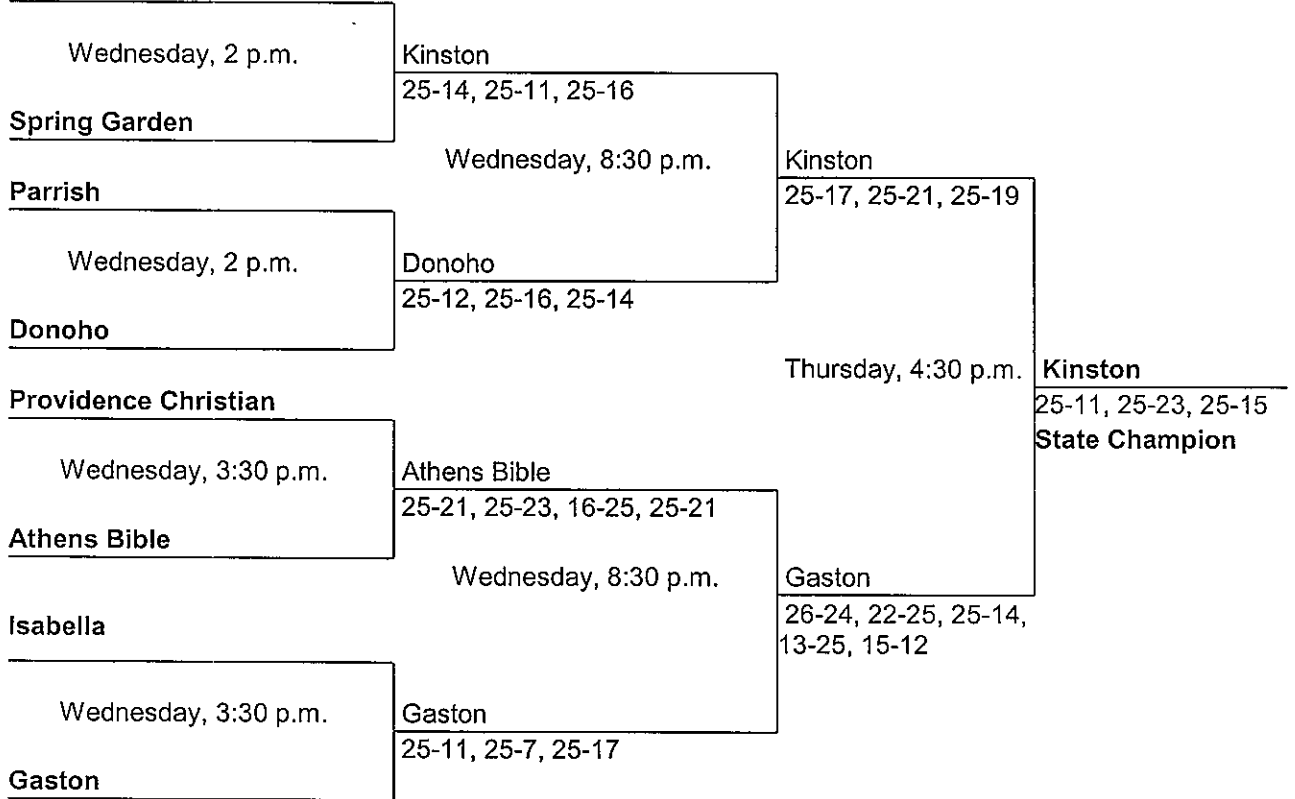 Wednesday, 2 p.m.
Kinston
25-14, 25-11, 25-16
Spring Garden
Wednesday, 8:30 p.m.
Kinston
25-17, 25-21, 25-19
Parrish
Wednesday, 2 p.m.
Donoho
25-12, 25-16, 25-14
Donoho
Thursday, 4:30 p.m.
Kinston
25-11, 25-23, 25-15
State Champion
Providence Christian
Wednesday, 3:30 p.m.
Athens Bible
25-21, 25-23, 16-25, 25-21
Athens Bible
Wednesday, 8:30 p.m.
Gaston
26-24, 22-25, 25-14,
13-25, 15-12
Isabella
Wednesday, 3:30 p.m.
Gaston
25-11, 25-7, 25-17
Gaston